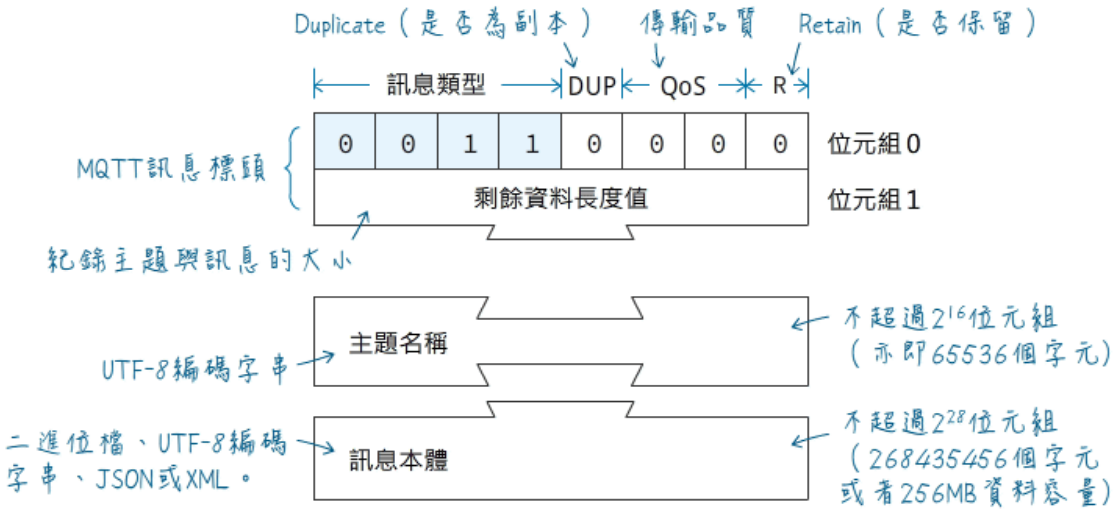 Duplicate（是否為副本） 傳輸品質 Retain（是否保留）
訊息類型 DUP QoS R
0 0 1 1 0 0 0 0 位元組0
MQTT訊息標頭
剩餘資料長度值 位元組1
紀錄主題與訊息的大小
主題名稱
UTF-8編碼字串
不超過2¹⁶位元組
（亦即65536個字元）
二進位檔、UTF-8編碼
字串、JSON或XML。
訊息本體
不超過2²⁸位元組
（268435456個字元
或者256MB資料容量）